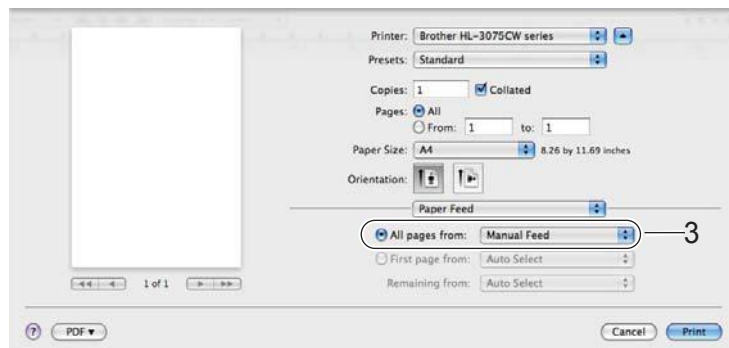 Printer: Brother HL-3075CW series
Presets: Standard
Copies: 1 Collated
Pages: All
From: 1 to: 1
Paper Size: A4 8.26 by 11.69 inches
Orientation:
Paper Feed
All pages from: Manual Feed 3
First page from: Auto Select
Remaining from: Auto Select
1 of 1
? PDF ▾ Cancel Print